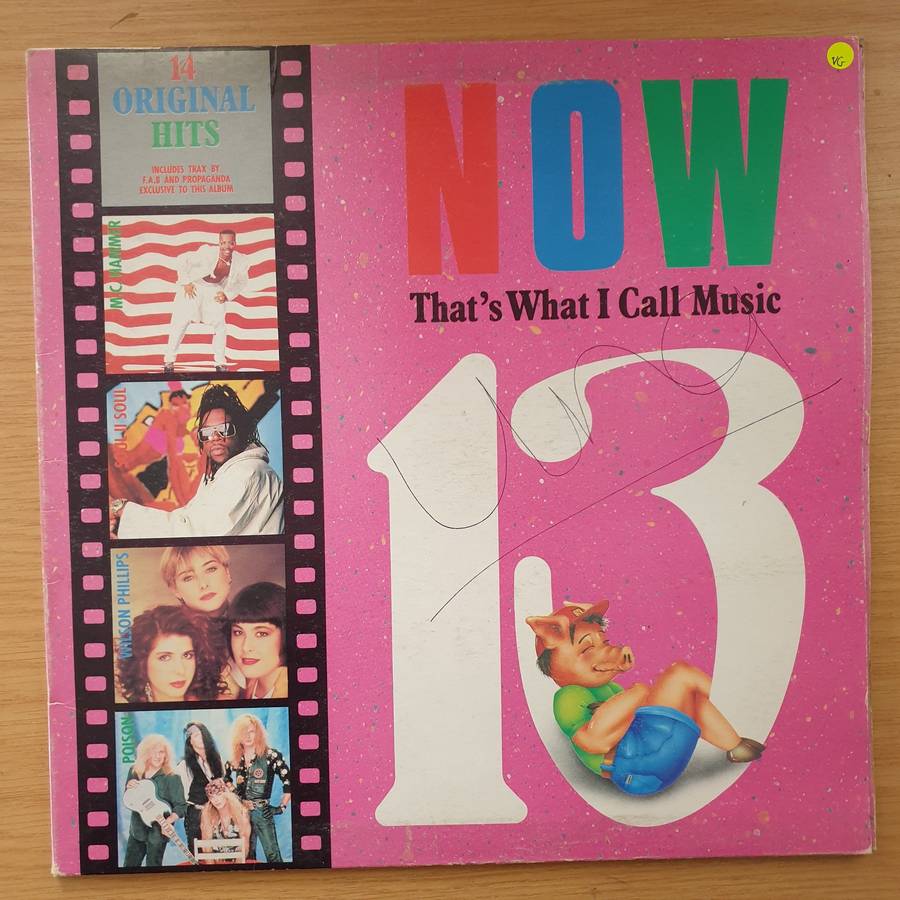 14
ORIGINAL
HITS
INCLUDES TRAX BY
F.A.B AND PROPAGANDA
EXCLUSIVE TO THIS ALBUM
M.C. HAMMER
SOUL
WILSON PHILLIPS
POISON
NOW
That's What I Call Music
13
VG